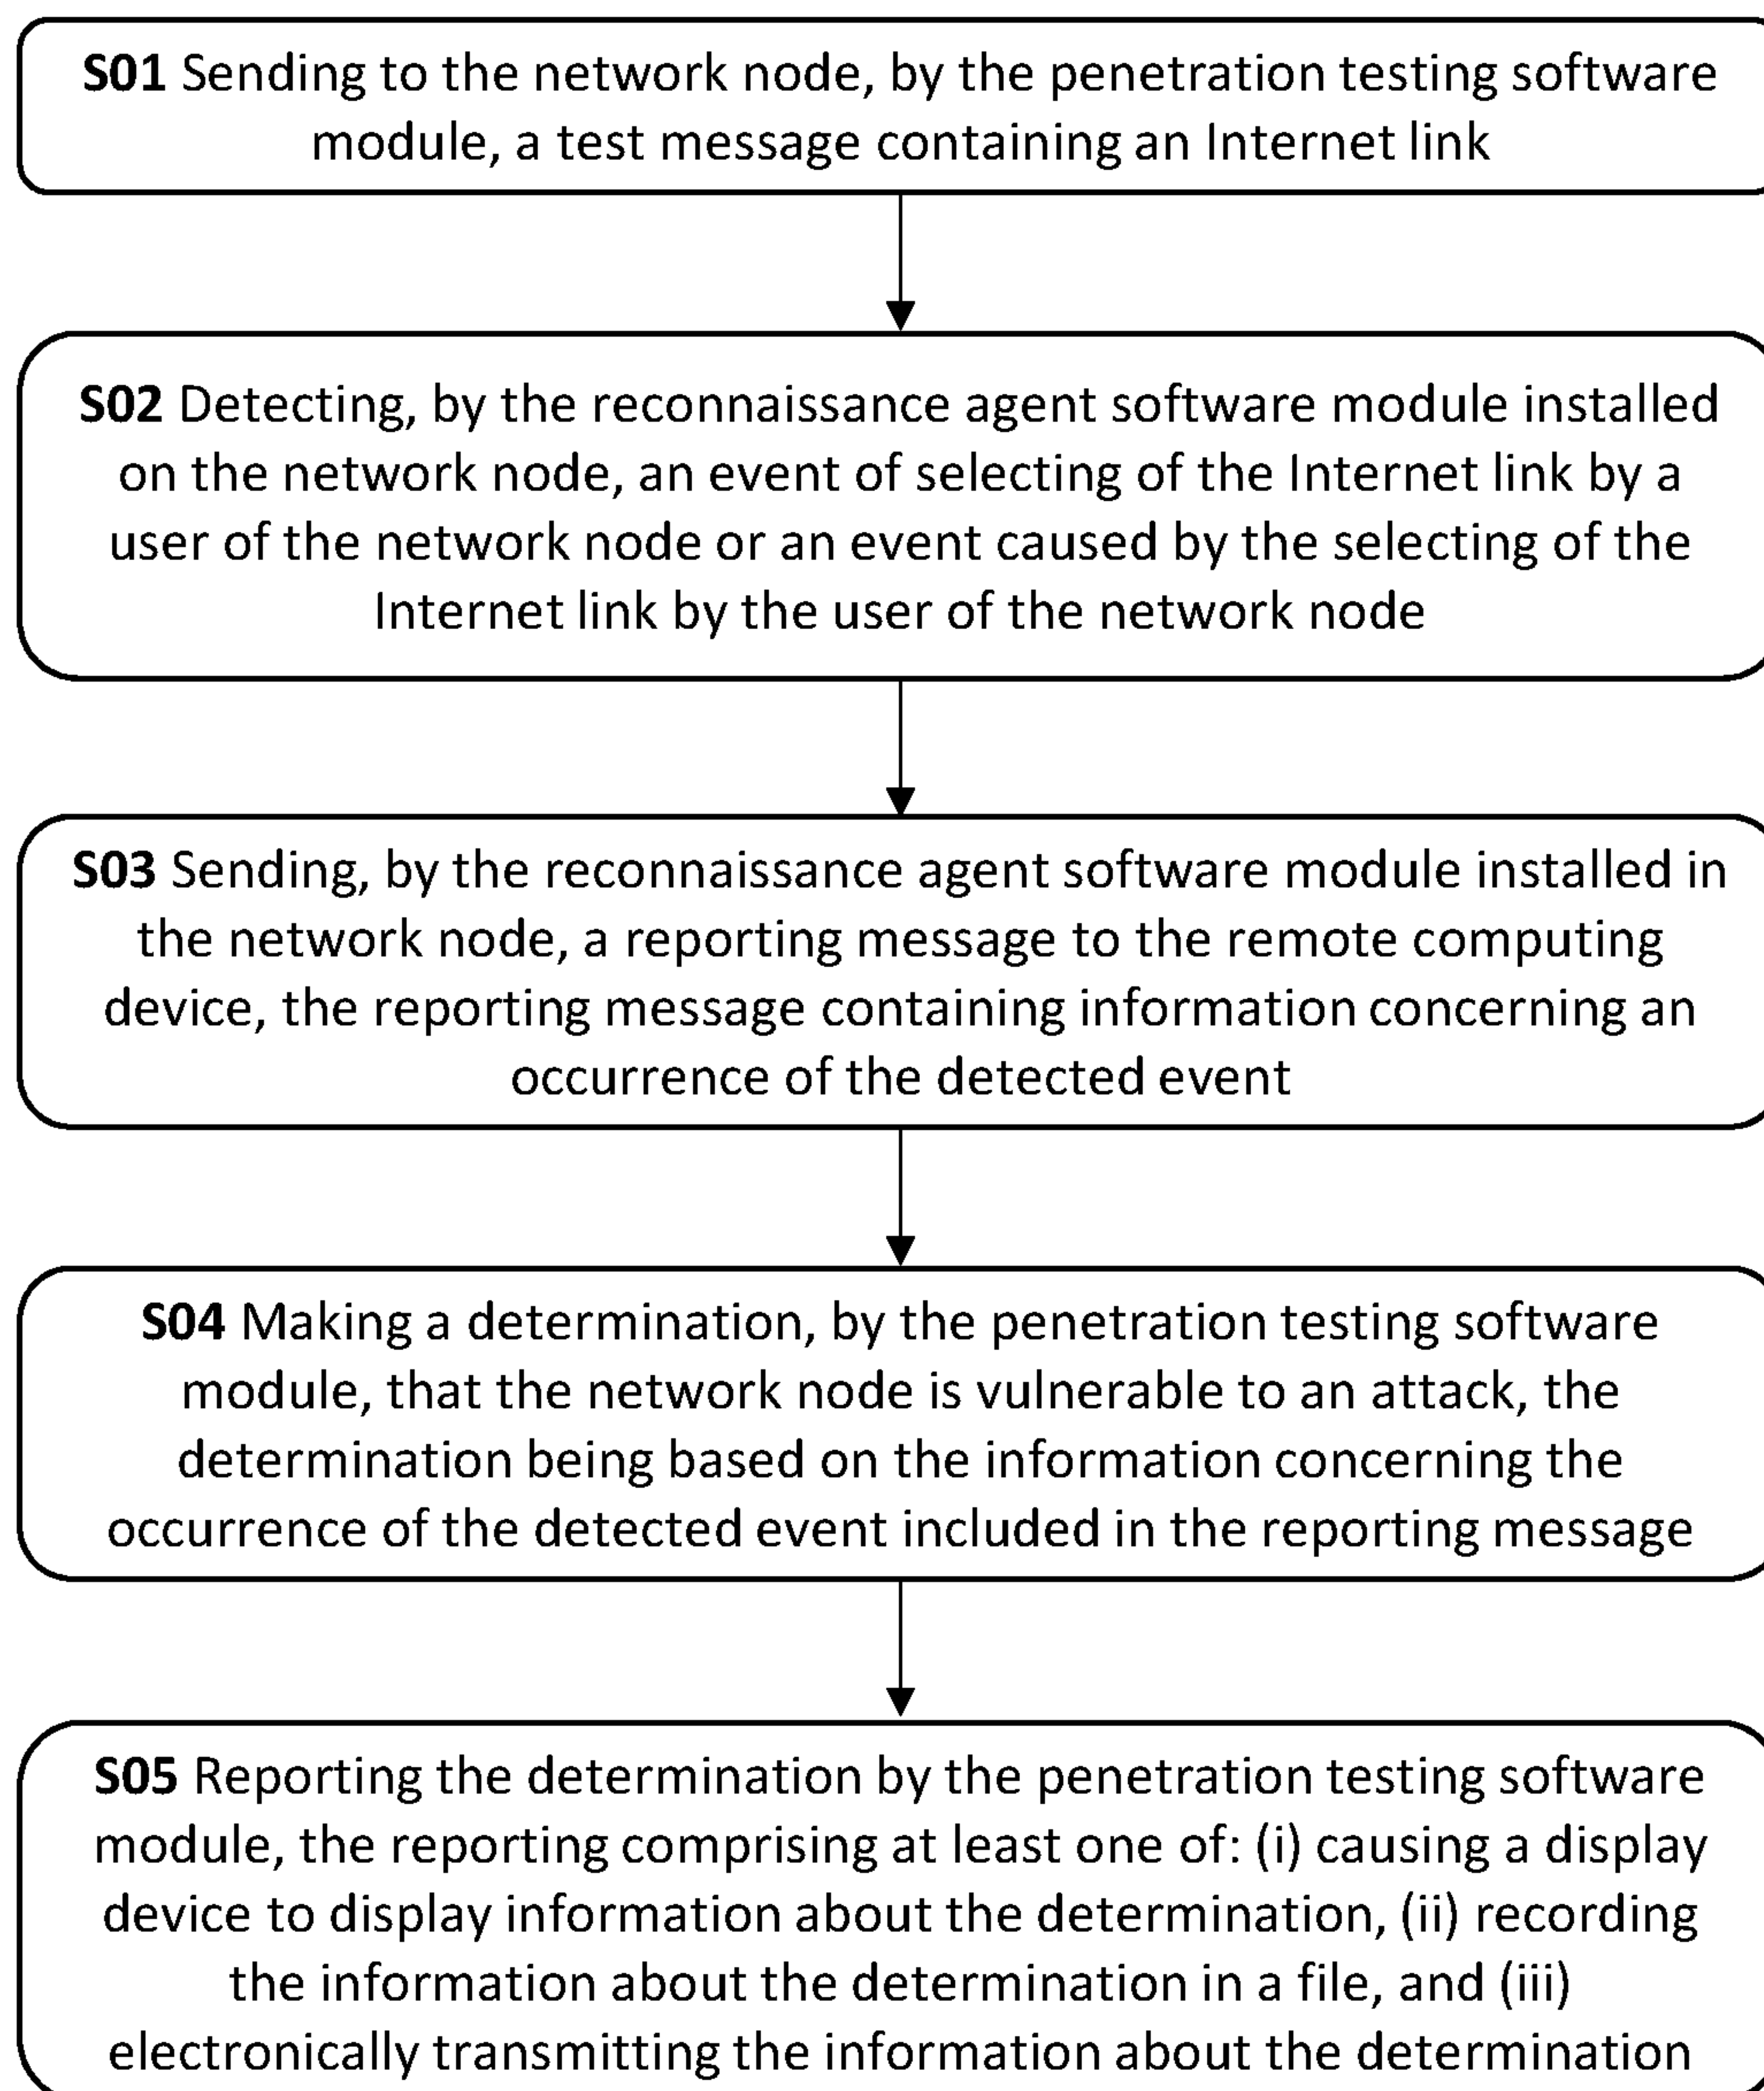 S01 Sending to the network node, by the penetration testing software
module, a test message containing an Internet link
S02 Detecting, by the reconnaissance agent software module installed
on the network node, an event of selecting of the Internet link by a
user of the network node or an event caused by the selecting of the
Internet link by the user of the network node
S03 Sending, by the reconnaissance agent software module installed in
the network node, a reporting message to the remote computing
device, the reporting message containing information concerning an
occurrence of the detected event
S04 Making a determination, by the penetration testing software
module, that the network node is vulnerable to an attack, the
determination being based on the information concerning the
occurrence of the detected event included in the reporting message
S05 Reporting the determination by the penetration testing software
module, the reporting comprising at least one of: (i) causing a display
device to display information about the determination, (ii) recording
the information about the determination in a file, and (iii)
electronically transmitting the information about the determination